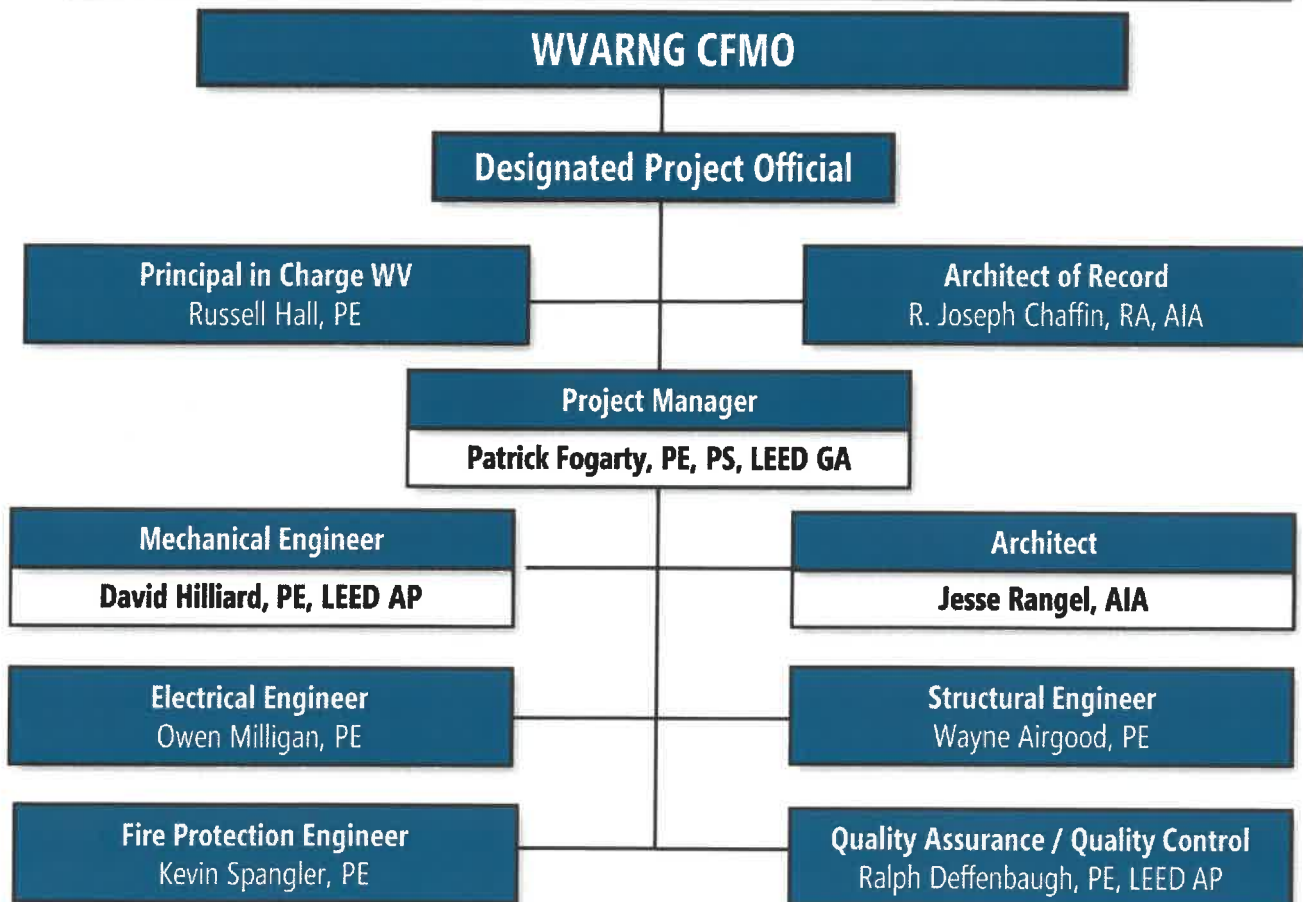 WVARNG CFMO
Designated Project Official
Principal in Charge WV
Russell Hall, PE
Architect of Record
R. Joseph Chaffin, RA, AIA
Project Manager
Patrick Fogarty, PE, PS, LEED GA
Mechanical Engineer
David Hilliard, PE, LEED AP
Architect
Jesse Rangel, AIA
Electrical Engineer
Owen Milligan, PE
Structural Engineer
Wayne Airgood, PE
Fire Protection Engineer
Kevin Spangler, PE
Quality Assurance / Quality Control
Ralph Deffenbaugh, PE, LEED AP